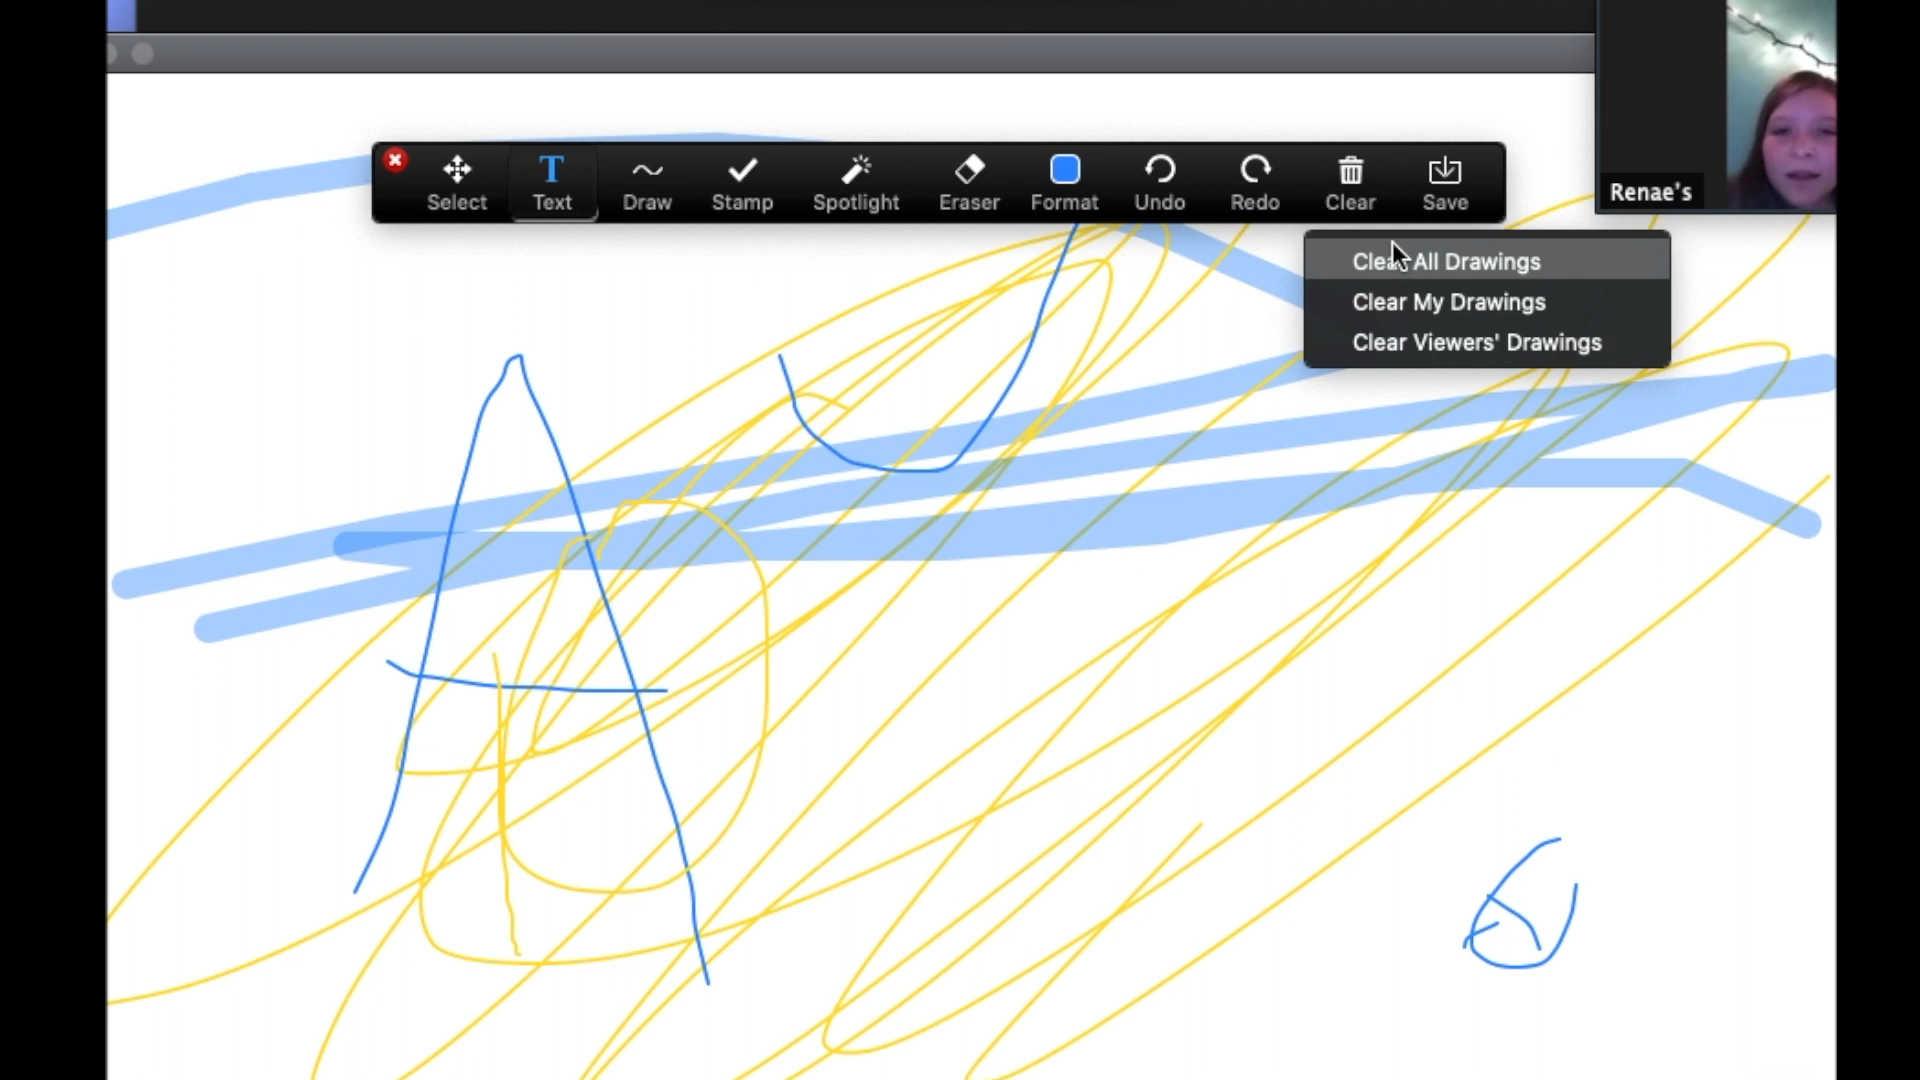 Renae's
Select Text Draw Stamp Spotlight Eraser Format Undo Redo Clear Save
Clear All Drawings
Clear My Drawings
Clear Viewers' Drawings
A